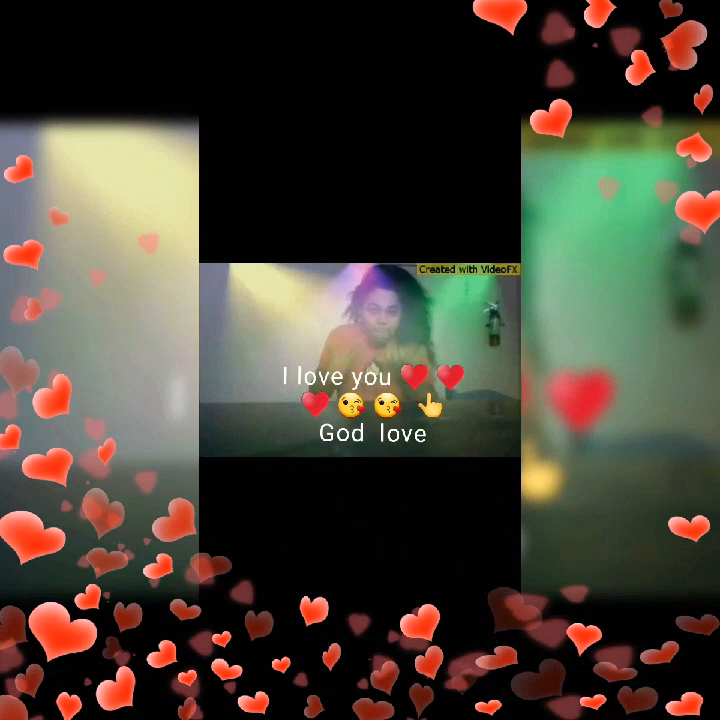 Created with VideoFX
I love you ❤️ ❤️
❤️ 😘 😘 👆
God love